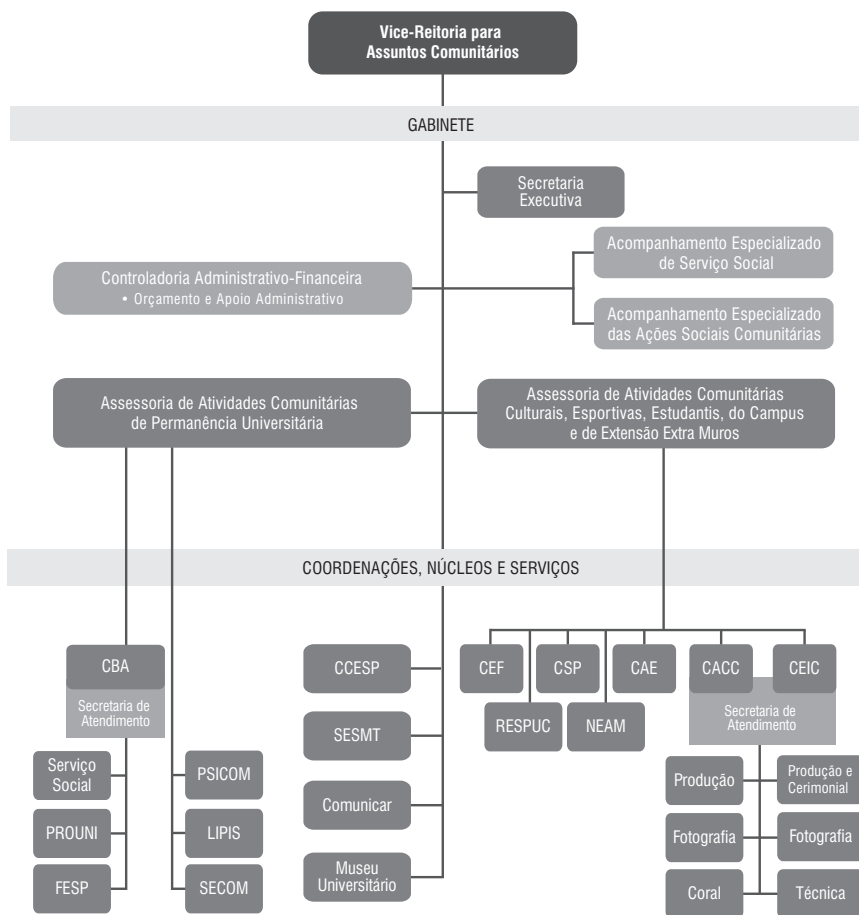 Vice-Reitoria para
Assuntos Comunitários
GABINETE
Secretaria
Executiva
Controladoria Administrativo-Financeira
• Orçamento e Apoio Administrativo
Acompanhamento Especializado
de Serviço Social
Acompanhamento Especializado
das Ações Sociais Comunitárias
Assessoria de Atividades Comunitárias
de Permanência Universitária
Assessoria de Atividades Comunitárias
Culturais, Esportivas, Estudantis, do Campus
e de Extensão Extra Muros
COORDENAÇÕES, NÚCLEOS E SERVIÇOS
CBA
Secretaria de
Atendimento
Serviço
Social
PROUNI
FESP
PSICOM
LIPIS
SECOM
CCESP
SESMT
Comunicar
Museu
Universitário
CEF
CSP
CAE
CACC
CEIC
RESPUC
NEAM
Secretaria de
Atendimento
Produção
Produção e
Cerimonial
Fotografia
Fotografia
Coral
Técnica